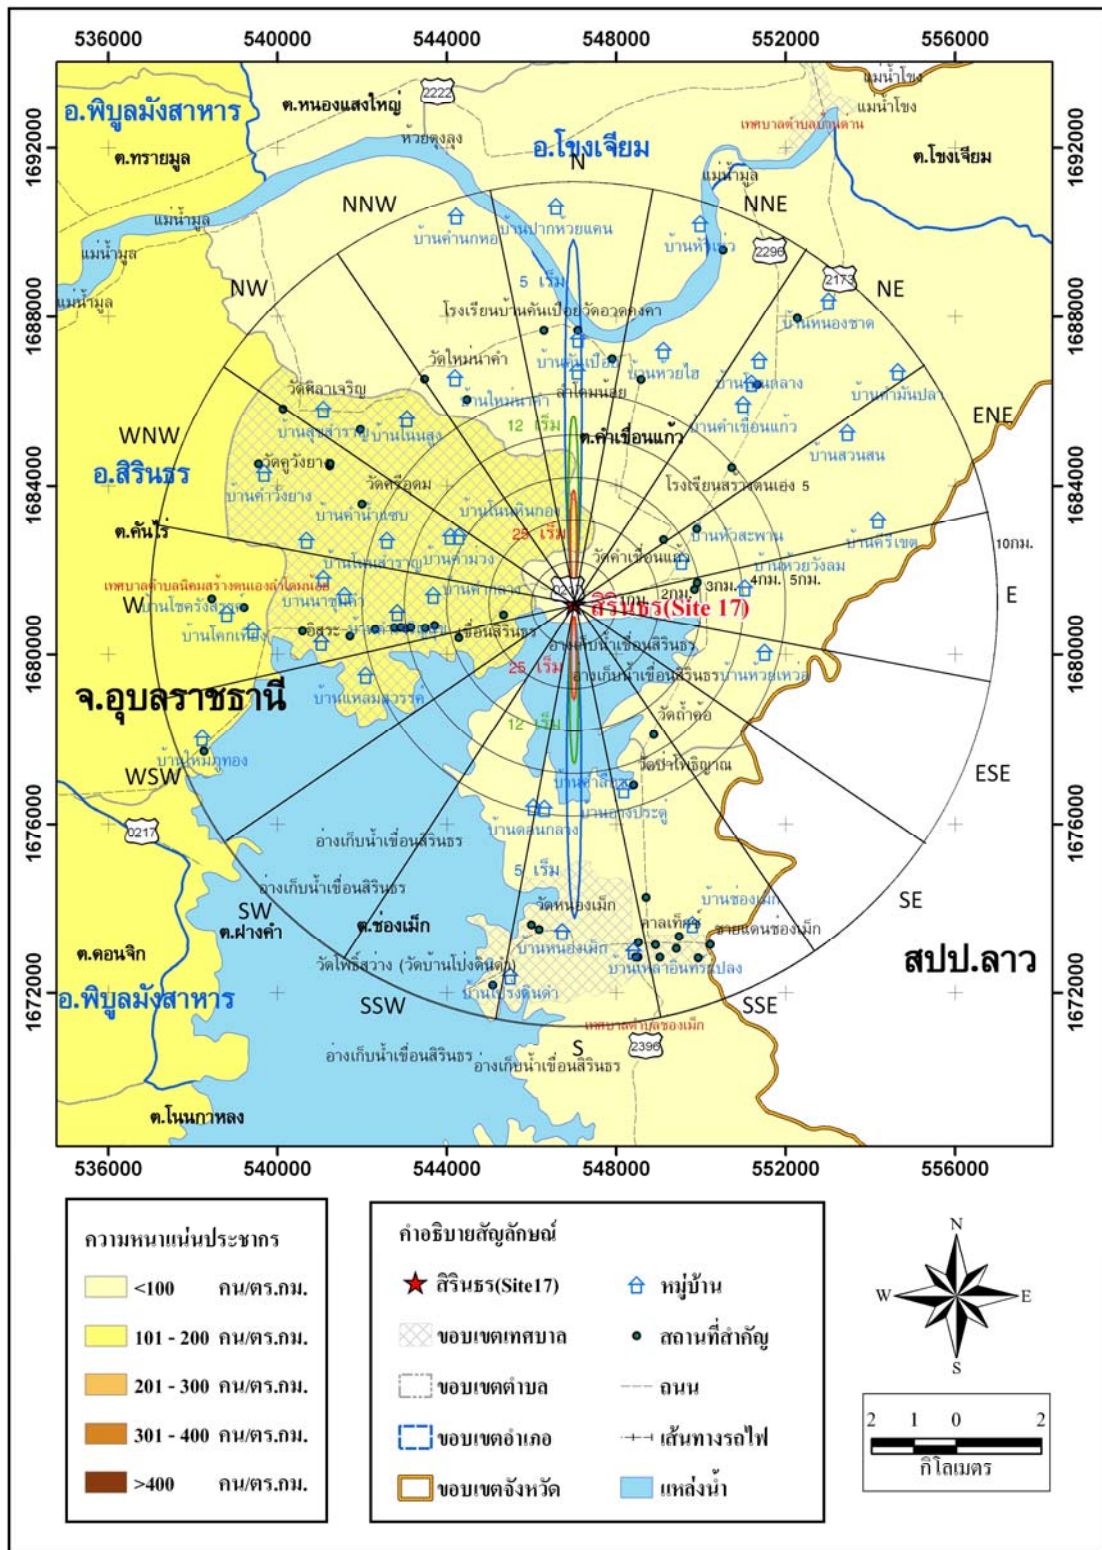 536000 540000 544000 548000 552000 556000
1692000
1688000
1684000
1680000
1676000
1672000
อ.พิบูลมังสาหาร
ต.หนองแสงใหญ่
2222
แม่น้ำโขง
แม่น้ำโขง
ห้วยตุงลุง
เทศบาลตำบลบ้านด่าน
ต.ทรายมูล
อ.โขงเจียม
ต.โขงเจียม
N
NNW
NNE
แม่น้ำมูล
แม่น้ำมูล
แม่น้ำมูล
แม่น้ำมูล
บ้านคำนกหอ
บ้านปากห้วยแคน
บ้านหัวเห่ว
2296
2173
NW
NE
5 เริ่ม
บ้านหนองชาด
โรงเรียนบ้านคันเปือย
วัดอวดคงคา
บ้านคันเปือย
บ้านห้วยไฮ
วัดใหม่นาคำ
บ้านใหม่นาคำ
ลำโดมน้อย
วัดศิลาเจริญ
บ้านสุขสำราญ
บ้านโนนสูง
12 เริ่ม
ต.คำเขื่อนแก้ว
บ้านคำเขื่อนแก้ว
บ้านคำมันปลา
ENE
WNW
อ.สิรินธร
วัดคูวังยาง
บ้านคำวังยาง
วัดศรีอุดม
บ้านสวนสน
โรงเรียนสร้างตนเอง 5
บ้านคำน้ำแซบ
บ้านโนนหินกอง
ต.คันไร่
25 เริ่ม
บ้านหัวสะพาน
บ้านศรีเขต
บ้านโนนสำราญ
บ้านคำม่วง
วัดคำเขื่อนแก้ว
บ้านห้วยวังลม
10กม.
เทศบาลตำบลนิคมสร้างตนเองลำโดมน้อย
บ้านคำกลาง
0217
1กม.
2กม.
3กม.
4กม.
5กม.
W
E
บ้านโชครังสรรค์
บ้านนาชุมคำ
สิรินธร(Site 17)
บ้านโคกเที่ยง
อิสระ
เขื่อนสิรินธร
อ่างเก็บน้ำเขื่อนสิรินธร
อ่างเก็บน้ำเขื่อนสิรินธร
บ้านห้วยเหว่อ
25 เริ่ม
จ.อุบลราชธานี
บ้านแหลมสวรรค์
12 เริ่ม
วัดถ้ำค้อ
บ้านใหม่ภูทอง
วัดป่าโพธิญาณ
WSW
ESE
บ้านสำลี
บ้านอ่างประดู่
0217
บ้านดอนกลาง
อ่างเก็บน้ำเขื่อนสิรินธร
5 เริ่ม
อ่างเก็บน้ำเขื่อนสิรินธร
SW
SE
ต.ฝางคำ
ต.ช่องเม็ก
วัดหนองเม็ก
บ้านช่องเม็ก
ศาลเท็คซ์
ชายแดนช่องเม็ก
ต.ดอนจิก
บ้านหนองเม็ก
สปป.ลาว
วัดโพธิ์สว่าง (วัดบ้านโปงดินดำ)
บ้านเหล่าอินทร์แปลง
อ.พิบูลมังสาหาร
บ้านโปร่งดินดำ
SSW
SSE
เทศบาลตำบลช่องเม็ก
S
2396
อ่างเก็บน้ำเขื่อนสิรินธร
อ่างเก็บน้ำเขื่อนสิรินธร
ต.โนนกาหลง
1692000
1688000
1684000
1680000
1676000
1672000
536000 540000 544000 548000 552000 556000
ความหนาแน่นประชากร
<100 คน/ตร.กม.
101 - 200 คน/ตร.กม.
201 - 300 คน/ตร.กม.
301 - 400 คน/ตร.กม.
>400 คน/ตร.กม.
คำอธิบายสัญลักษณ์
สิรินธร(Site17)
หมู่บ้าน
ขอบเขตเทศบาล
สถานที่สำคัญ
ขอบเขตตำบล
ถนน
ขอบเขตอำเภอ
เส้นทางรถไฟ
ขอบเขตจังหวัด
แหล่งน้ำ
N
W E
S
2 1 0 2
กิโลเมตร